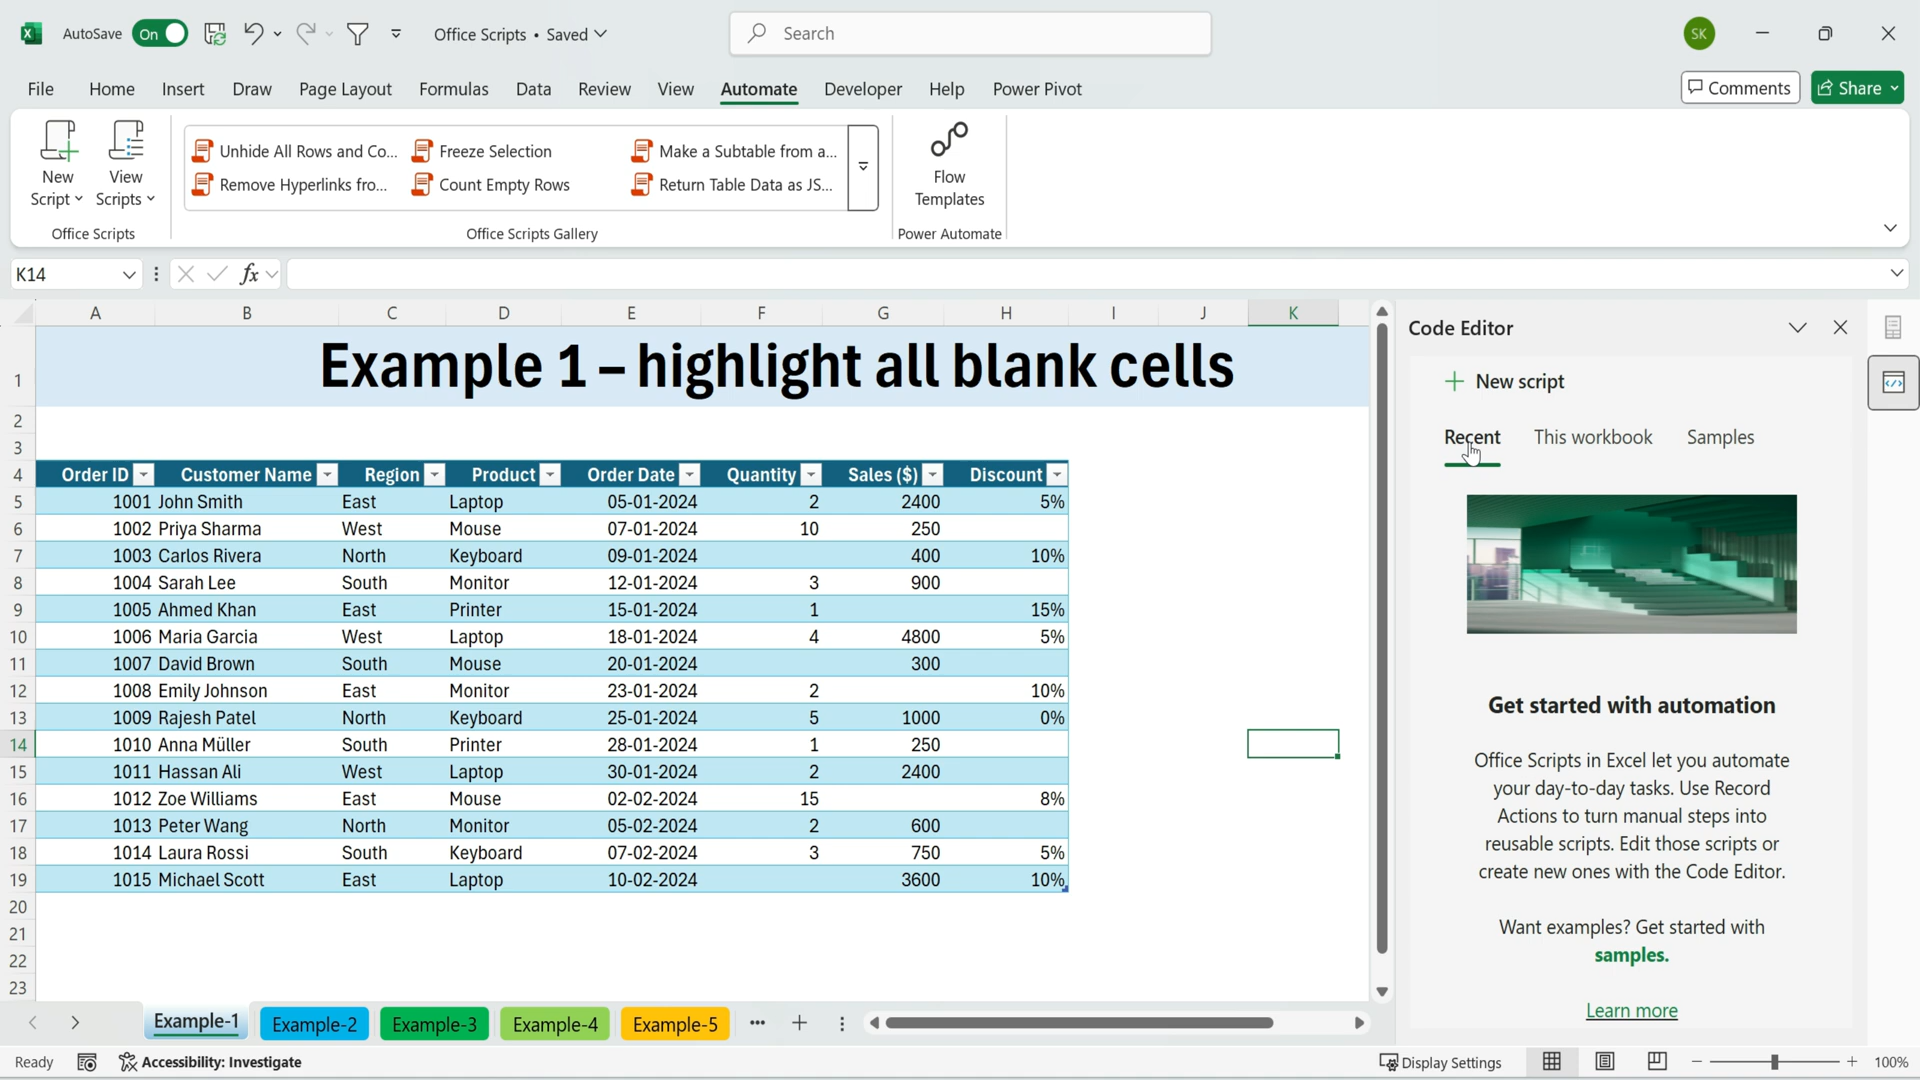 AutoSave On Office Scripts • Saved Search SK
File Home Insert Draw Page Layout Formulas Data Review View Automate Developer Help Power Pivot Comments Share
New Script
View Scripts
Office Scripts
Unhide All Rows and Co... Freeze Selection Make a Subtable from a...
Remove Hyperlinks fro... Count Empty Rows Return Table Data as JS...
Office Scripts Gallery
Flow Templates
Power Automate
K14 fx
A B C D E F G H I J K
1 Example 1 – highlight all blank cells
2
3
4 Order ID Customer Name Region Product Order Date Quantity Sales ($) Discount
5 1001 John Smith East Laptop 05-01-2024 2 2400 5%
6 1002 Priya Sharma West Mouse 07-01-2024 10 250
7 1003 Carlos Rivera North Keyboard 09-01-2024 400 10%
8 1004 Sarah Lee South Monitor 12-01-2024 3 900
9 1005 Ahmed Khan East Printer 15-01-2024 1 15%
10 1006 Maria Garcia West Laptop 18-01-2024 4 4800 5%
11 1007 David Brown South Mouse 20-01-2024 300
12 1008 Emily Johnson East Monitor 23-01-2024 2 10%
13 1009 Rajesh Patel North Keyboard 25-01-2024 5 1000 0%
14 1010 Anna Müller South Printer 28-01-2024 1 250
15 1011 Hassan Ali West Laptop 30-01-2024 2 2400
16 1012 Zoe Williams East Mouse 02-02-2024 15 8%
17 1013 Peter Wang North Monitor 05-02-2024 2 600
18 1014 Laura Rossi South Keyboard 07-02-2024 3 750 5%
19 1015 Michael Scott East Laptop 10-02-2024 3600 10%
20
21
22
23
Code Editor
+ New script
Recent This workbook Samples
Get started with automation
Office Scripts in Excel let you automate
your day-to-day tasks. Use Record
Actions to turn manual steps into
reusable scripts. Edit those scripts or
create new ones with the Code Editor.
Want examples? Get started with
samples.
Learn more
Example-1 Example-2 Example-3 Example-4 Example-5
Ready Accessibility: Investigate Display Settings 100%